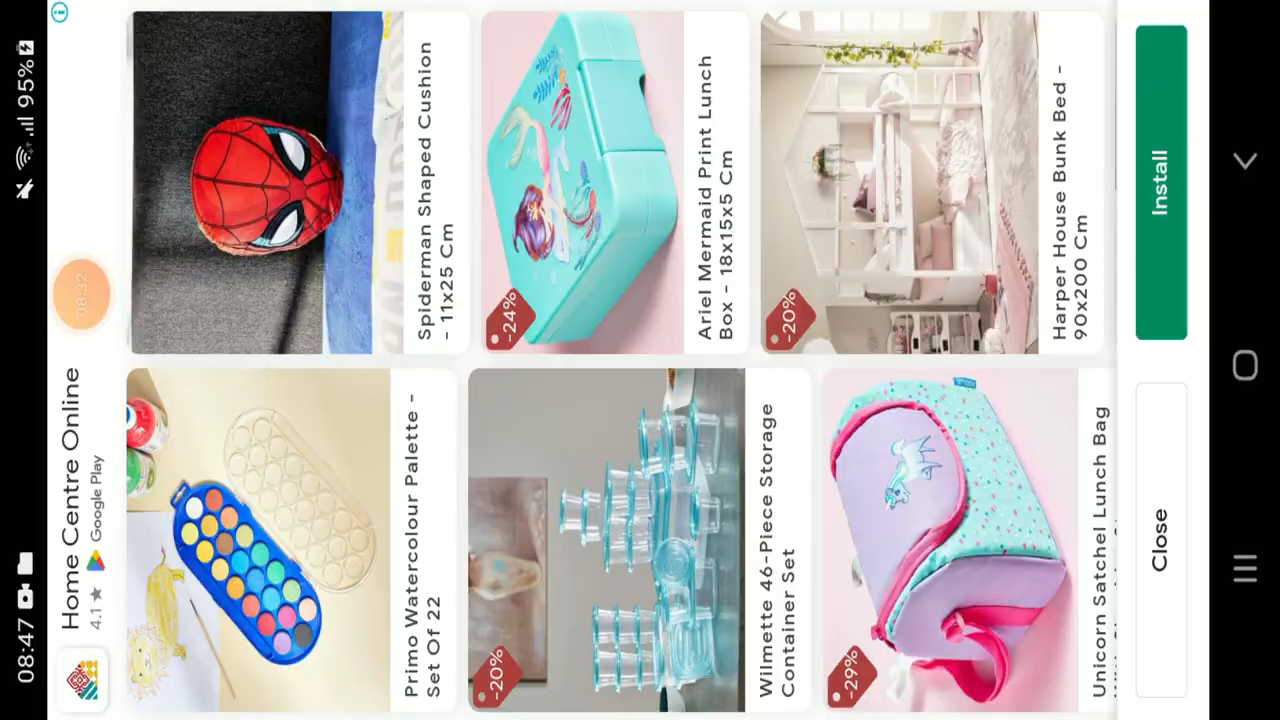 08:47
95%
08:32
Home Centre Online
4.1 ★ Google Play
Primo Watercolour Palette -
Set Of 22
Spiderman Shaped Cushion
- 11x25 Cm
-20%
Wilmette 46-Piece Storage
Container Set
-24%
Ariel Mermaid Print Lunch
Box - 18x15x5 Cm
-29%
Unicorn Satchel Lunch Bag
-20%
Harper House Bunk Bed -
90x200 Cm
Close
Install